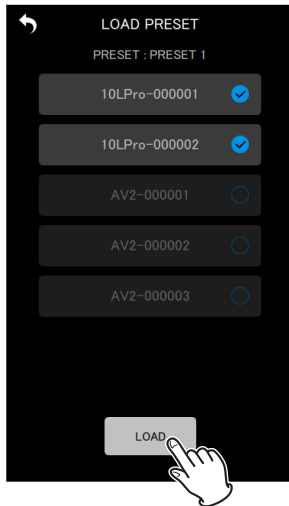 LOAD PRESET
PRESET : PRESET 1
10LPro-000001
10LPro-000002
AV2-000001
AV2-000002
AV2-000003
LOAD